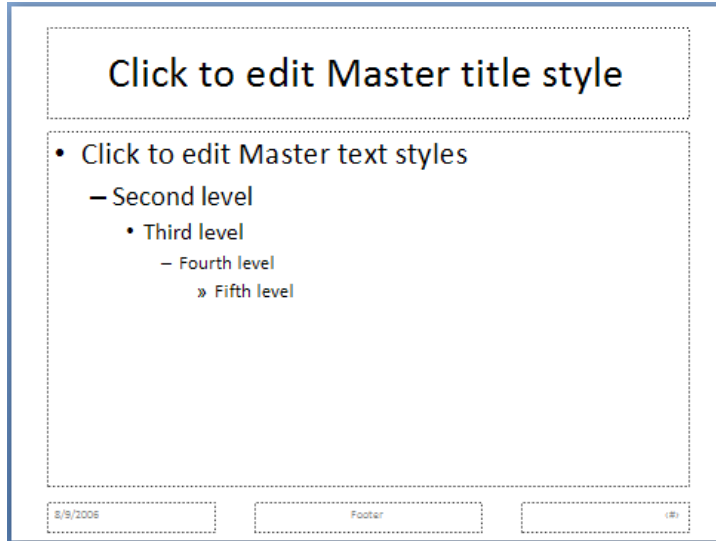 Click to edit Master title style
• Click to edit Master text styles
– Second level
• Third level
– Fourth level
» Fifth level
8/9/2006 Footer ‹#›